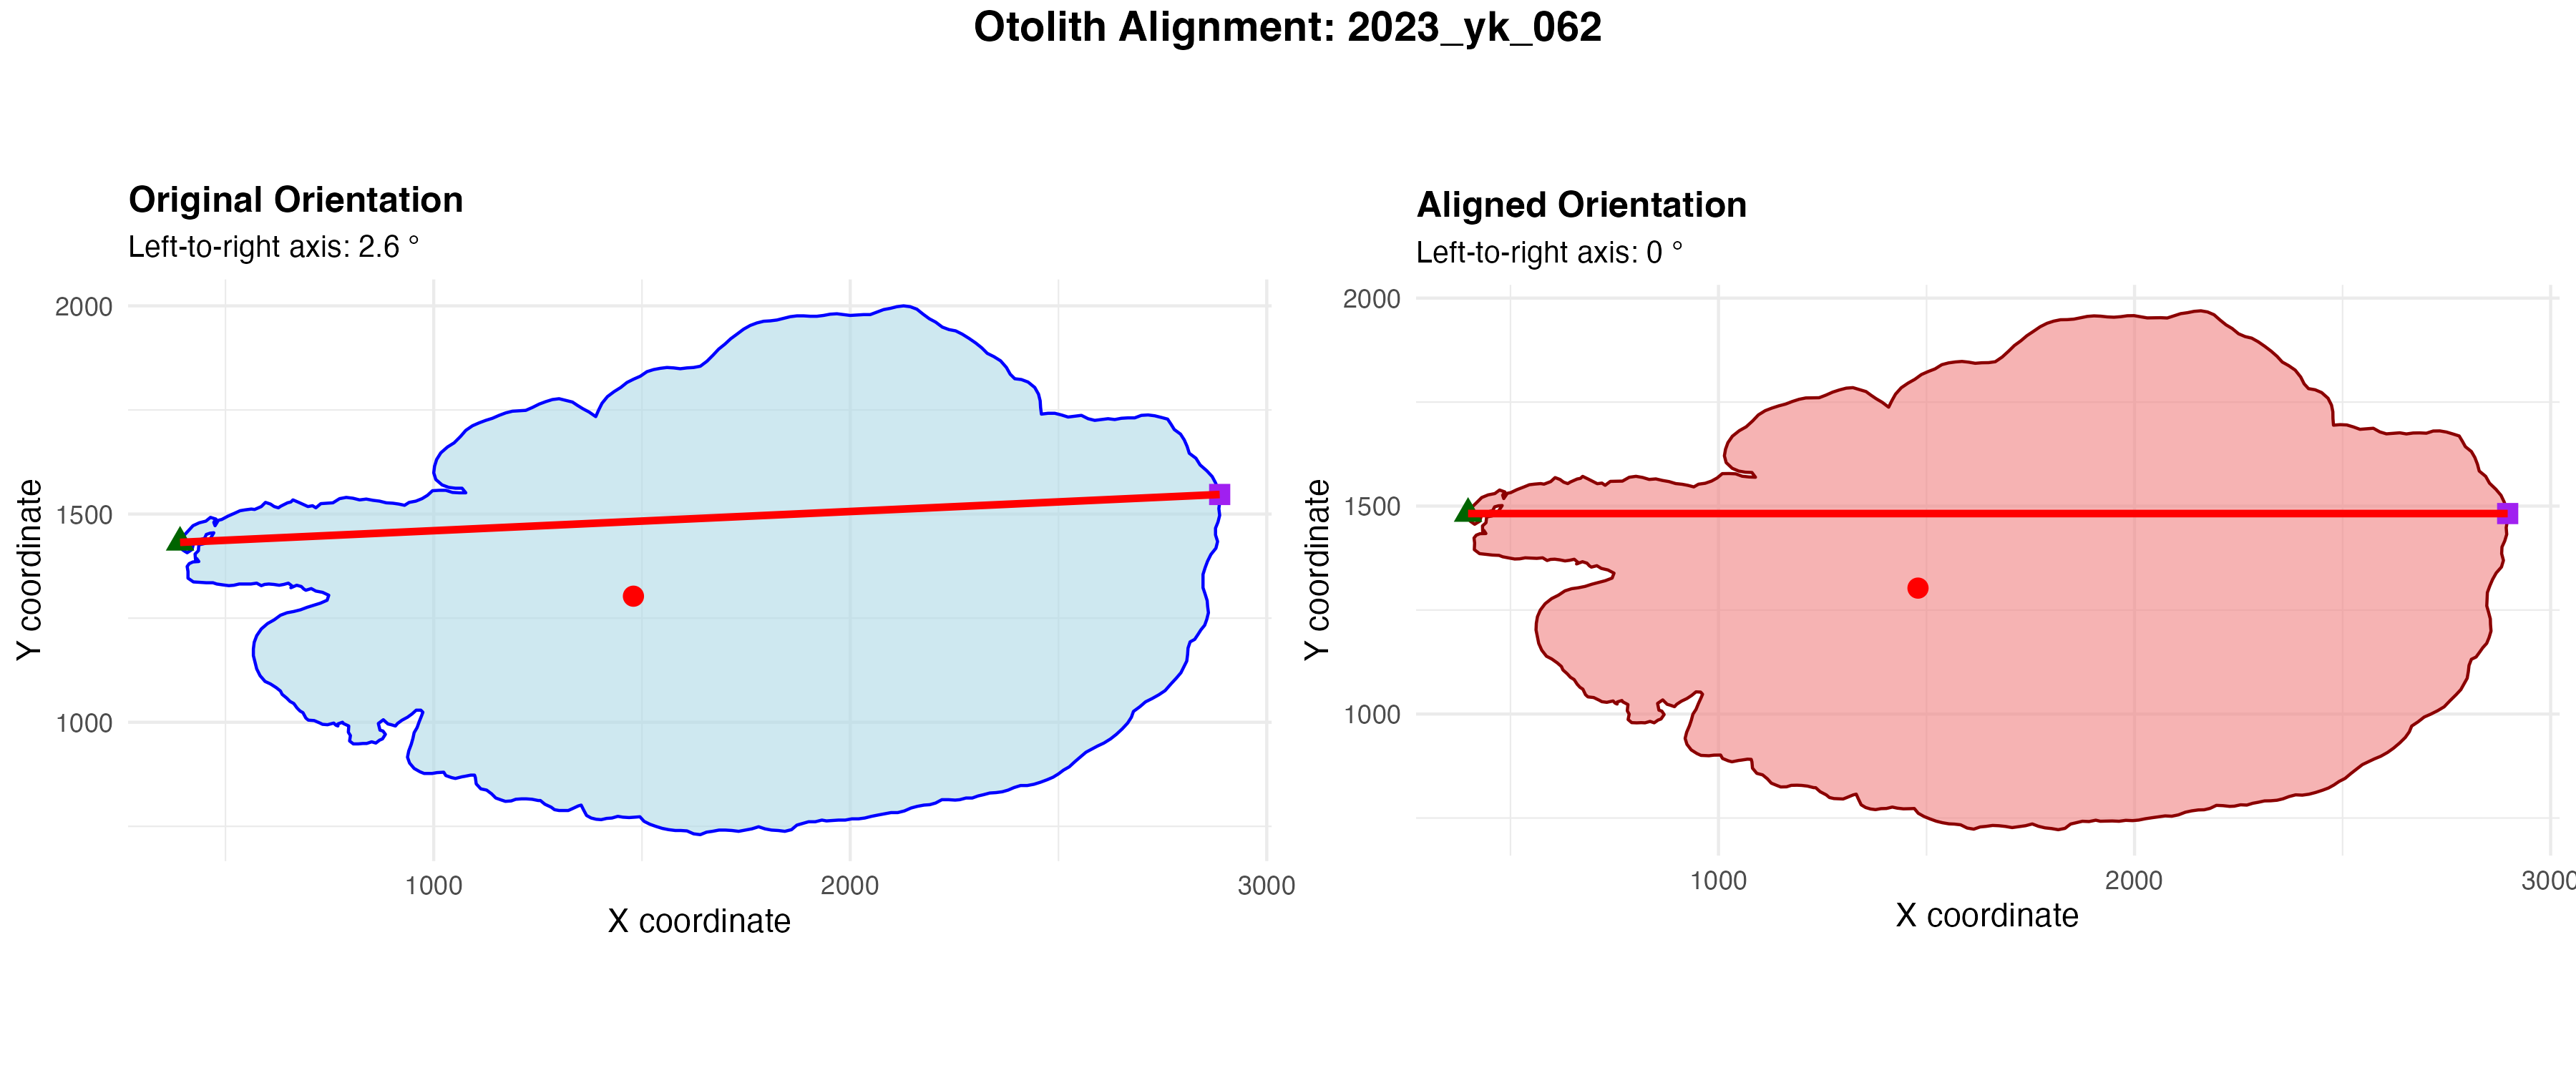 Otolith Alignment: 2023_yk_062
Original Orientation
Left-to-right axis: 2.6 °
2000
1500
1000
Y coordinate
1000
2000
3000
X coordinate
Aligned Orientation
Left-to-right axis: 0 °
2000
1500
1000
Y coordinate
1000
2000
3000
X coordinate